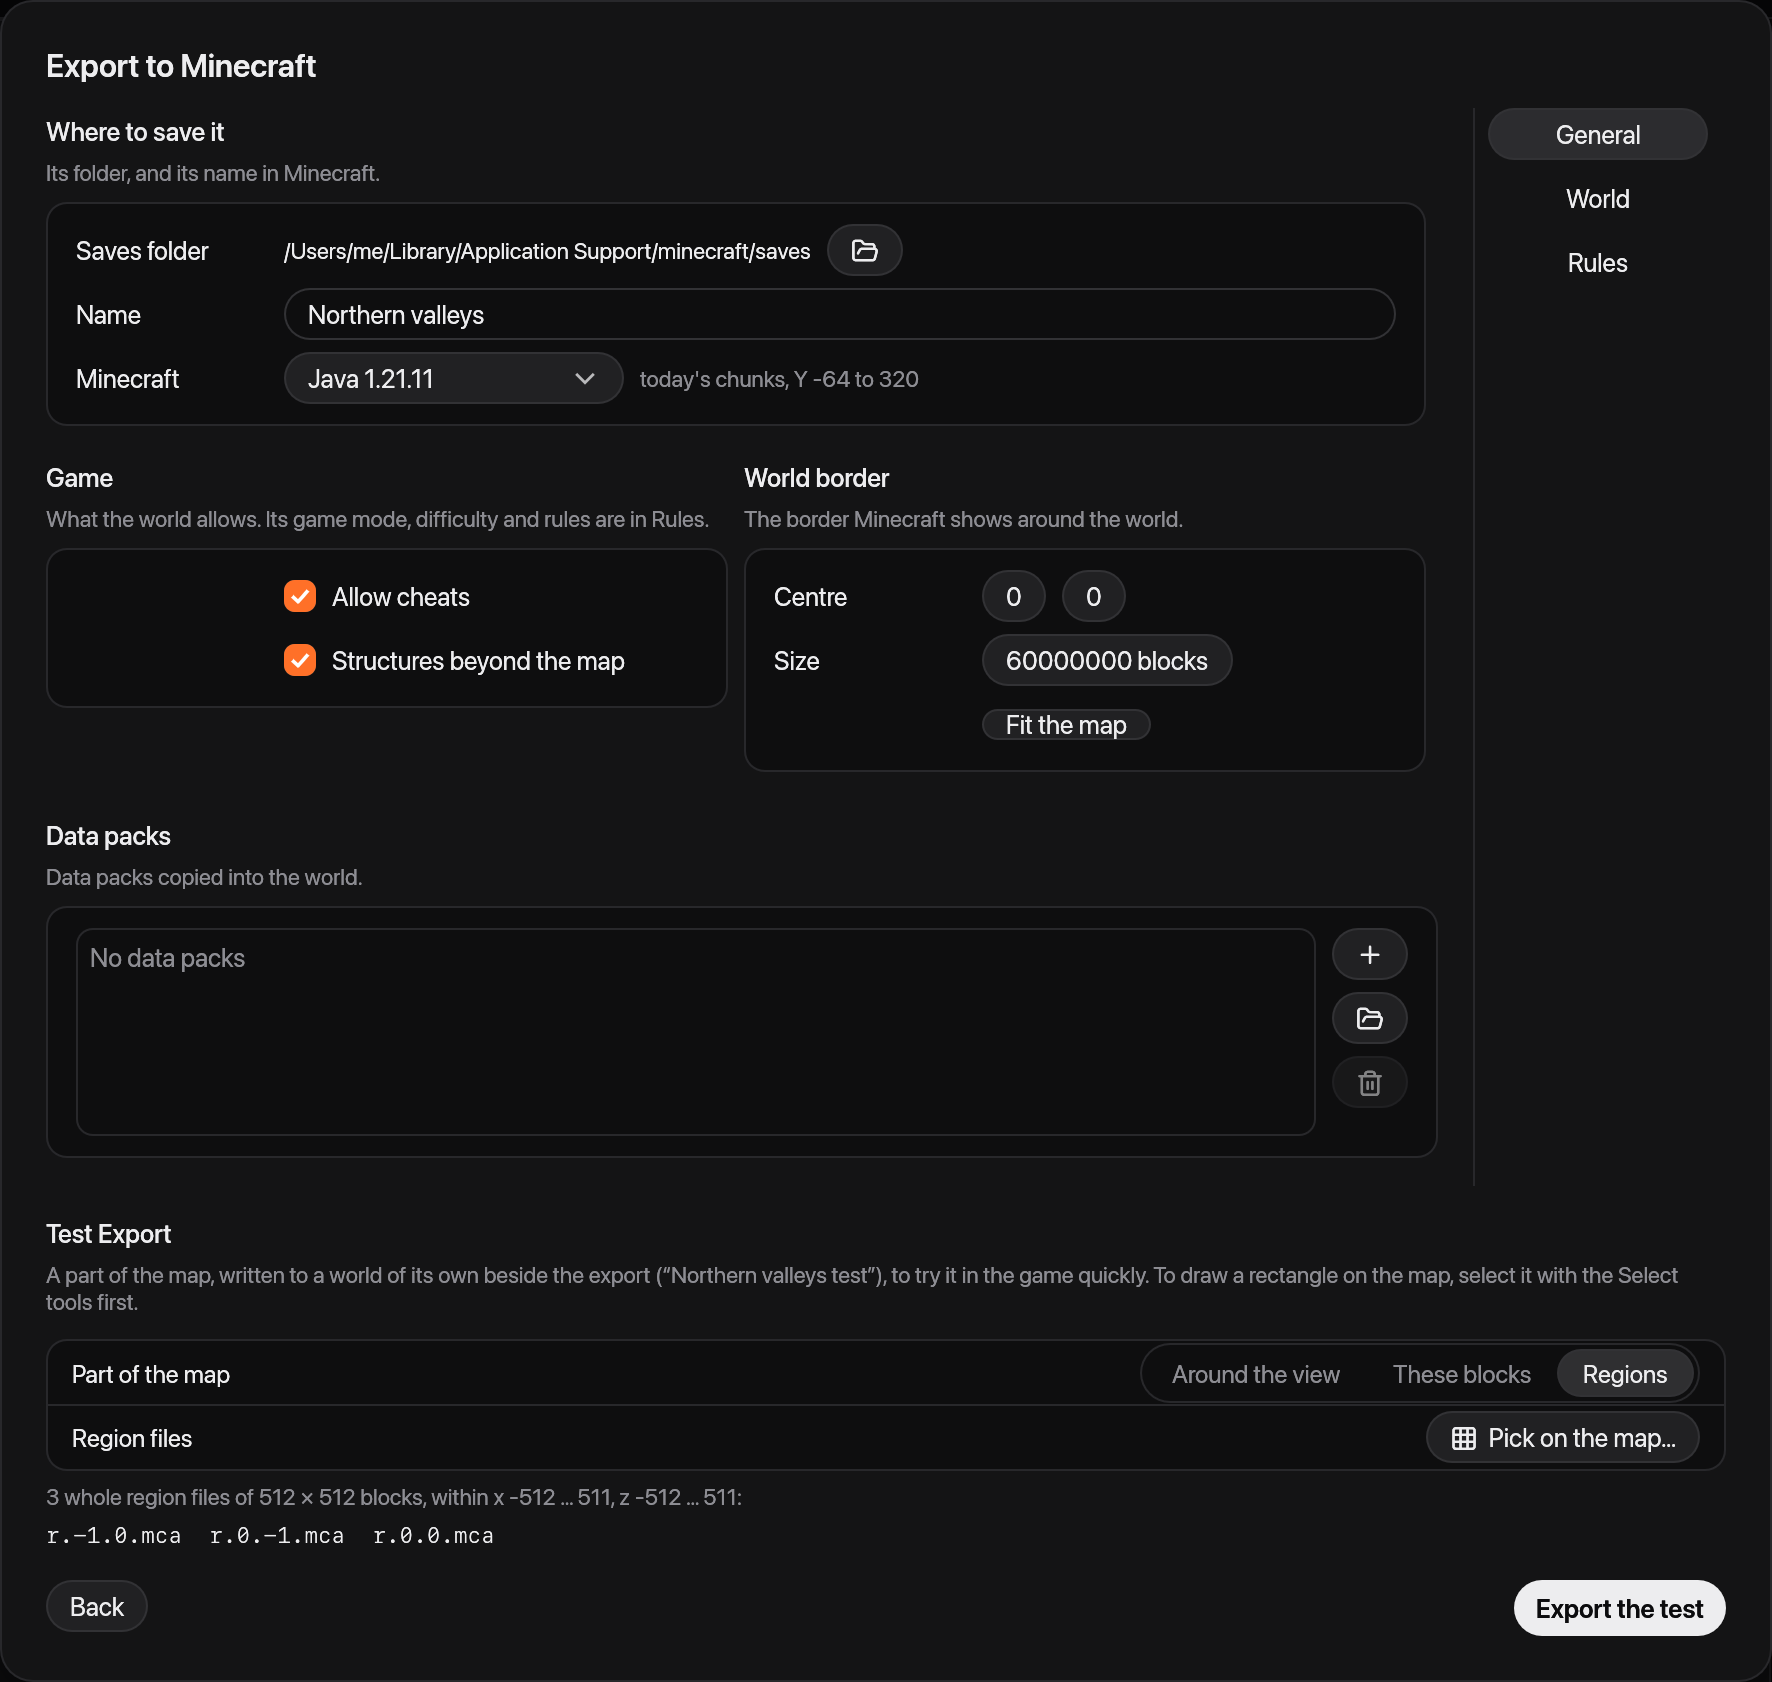 Export to Minecraft
Where to save it
Its folder, and its name in Minecraft.
Saves folder /Users/me/Library/Application Support/minecraft/saves
Name Northern valleys
Minecraft Java 1.21.11 today's chunks, Y -64 to 320
General
World
Rules
Game
What the world allows. Its game mode, difficulty and rules are in Rules.
Allow cheats
Structures beyond the map
World border
The border Minecraft shows around the world.
Centre 0 0
Size 60000000 blocks
Fit the map
Data packs
Data packs copied into the world.
No data packs
Test Export
A part of the map, written to a world of its own beside the export (“Northern valleys test”), to try it in the game quickly. To draw a rectangle on the map, select it with the Select
tools first.
Part of the map Around the view These blocks Regions
Region files Pick on the map...
3 whole region files of 512 × 512 blocks, within x -512 ... 511, z -512 ... 511:
r.-1.0.mca r.0.-1.mca r.0.0.mca
Back Export the test